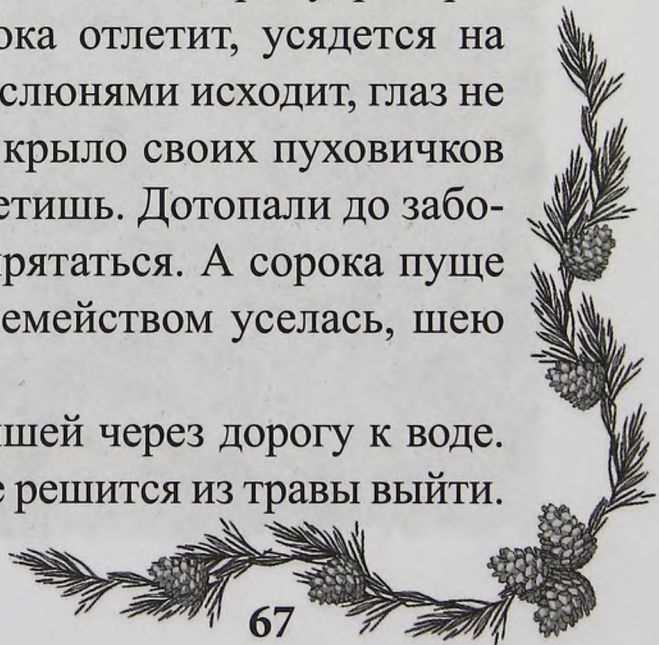 ока отлетит, усядется на
слюнями исходит, глаз не
крыло своих пуховичков
етишь. Дотопали до забо-
рятаться. А сорока пуще
емейством уселась, шею
шей через дорогу к воде.
решится из травы выйти.
67